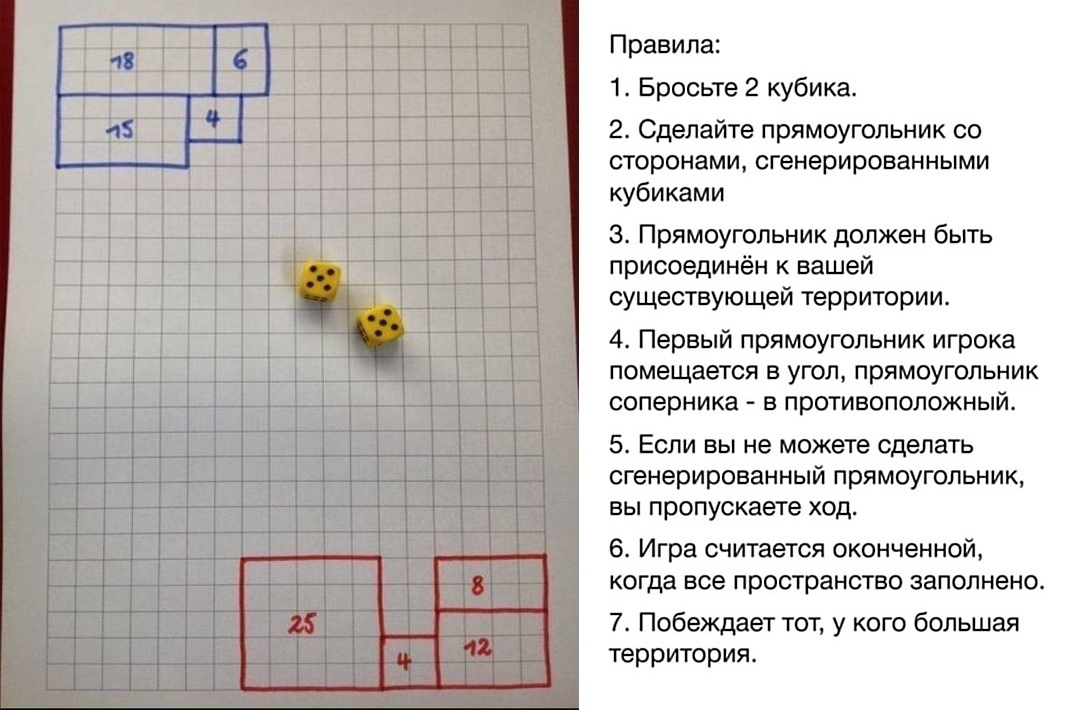 18
6
15
4
25
4
8
12
Правила:
1. Бросьте 2 кубика.
2. Сделайте прямоугольник со
сторонами, сгенерированными
кубиками
3. Прямоугольник должен быть
присоединён к вашей
существующей территории.
4. Первый прямоугольник игрока
помещается в угол, прямоугольник
соперника - в противоположный.
5. Если вы не можете сделать
сгенерированный прямоугольник,
вы пропускаете ход.
6. Игра считается оконченной,
когда все пространство заполнено.
7. Побеждает тот, у кого большая
территория.